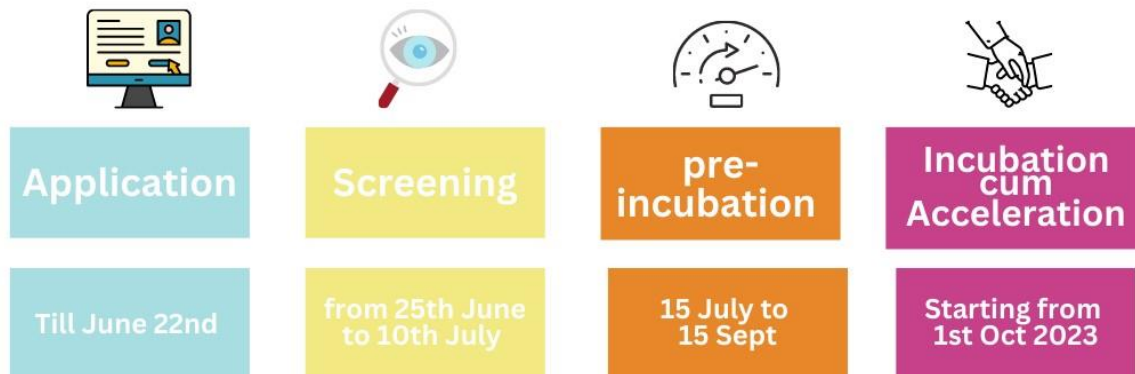 Application
Screening
pre-
incubation
Incubation
cum
Acceleration
Till June 22nd
from 25th June
to 10th July
15 July to
15 Sept
Starting from
1st Oct 2023